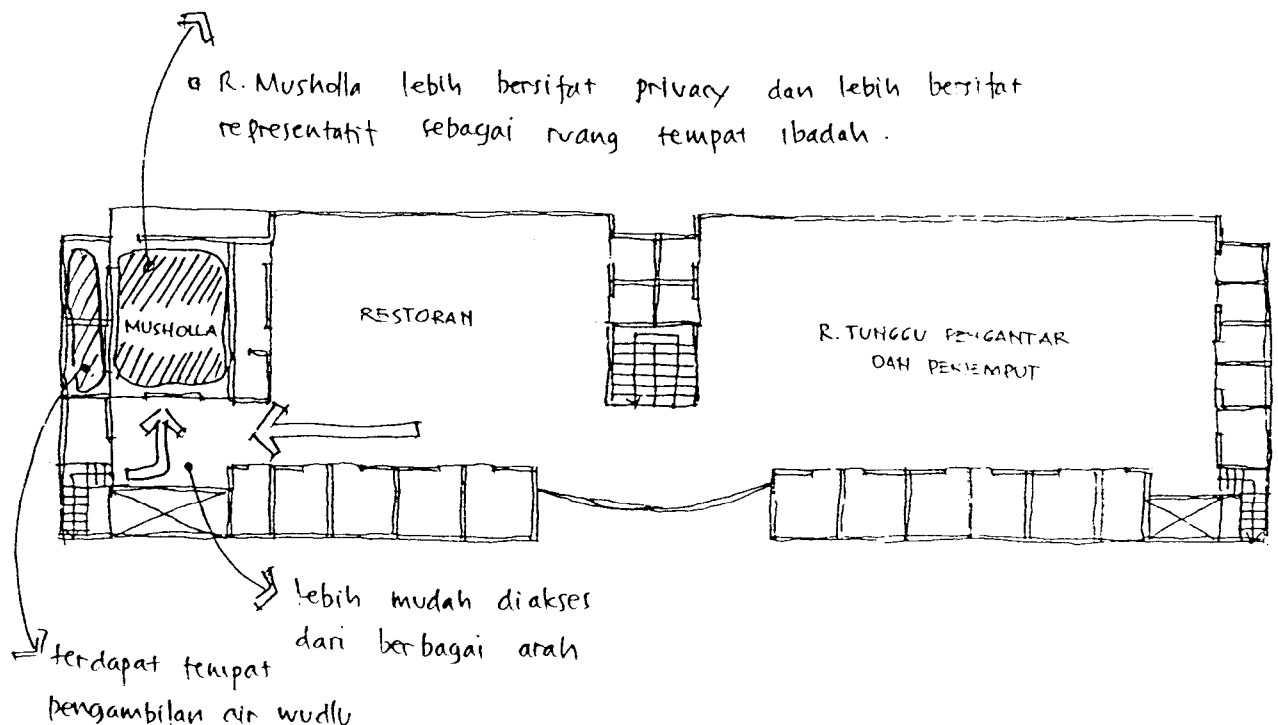 R. Musholla lebih bersifat privacy dan lebih bersifat
representatif sebagai ruang tempat ibadah.
MUSHOLLA
RESTORAN
R. TUNGGU PENGANTAR
DAN PENJEMPUT
lebih mudah diakses
dari berbagai arah
terdapat tempat
pengambilan air wudlu